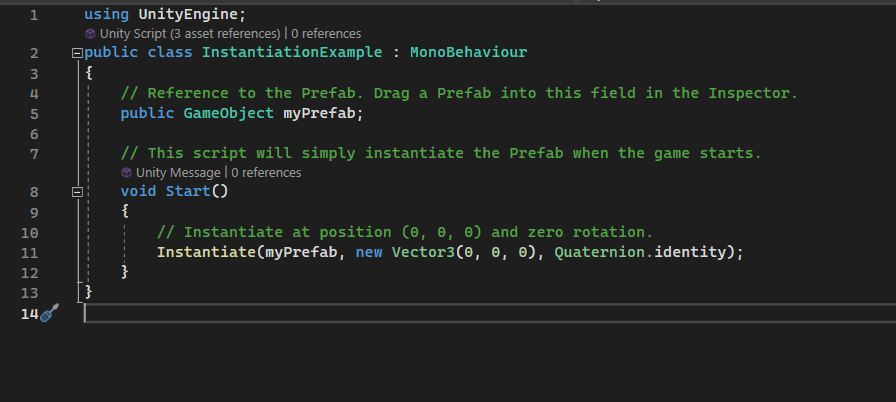 1 using UnityEngine;
Unity Script (3 asset references) | 0 references
2 public class InstantiationExample : MonoBehaviour
3 {
4 // Reference to the Prefab. Drag a Prefab into this field in the Inspector.
5 public GameObject myPrefab;
6
7 // This script will simply instantiate the Prefab when the game starts.
Unity Message | 0 references
8 void Start()
9 {
10 // Instantiate at position (0, 0, 0) and zero rotation.
11 Instantiate(myPrefab, new Vector3(0, 0, 0), Quaternion.identity);
12 }
13 }
14